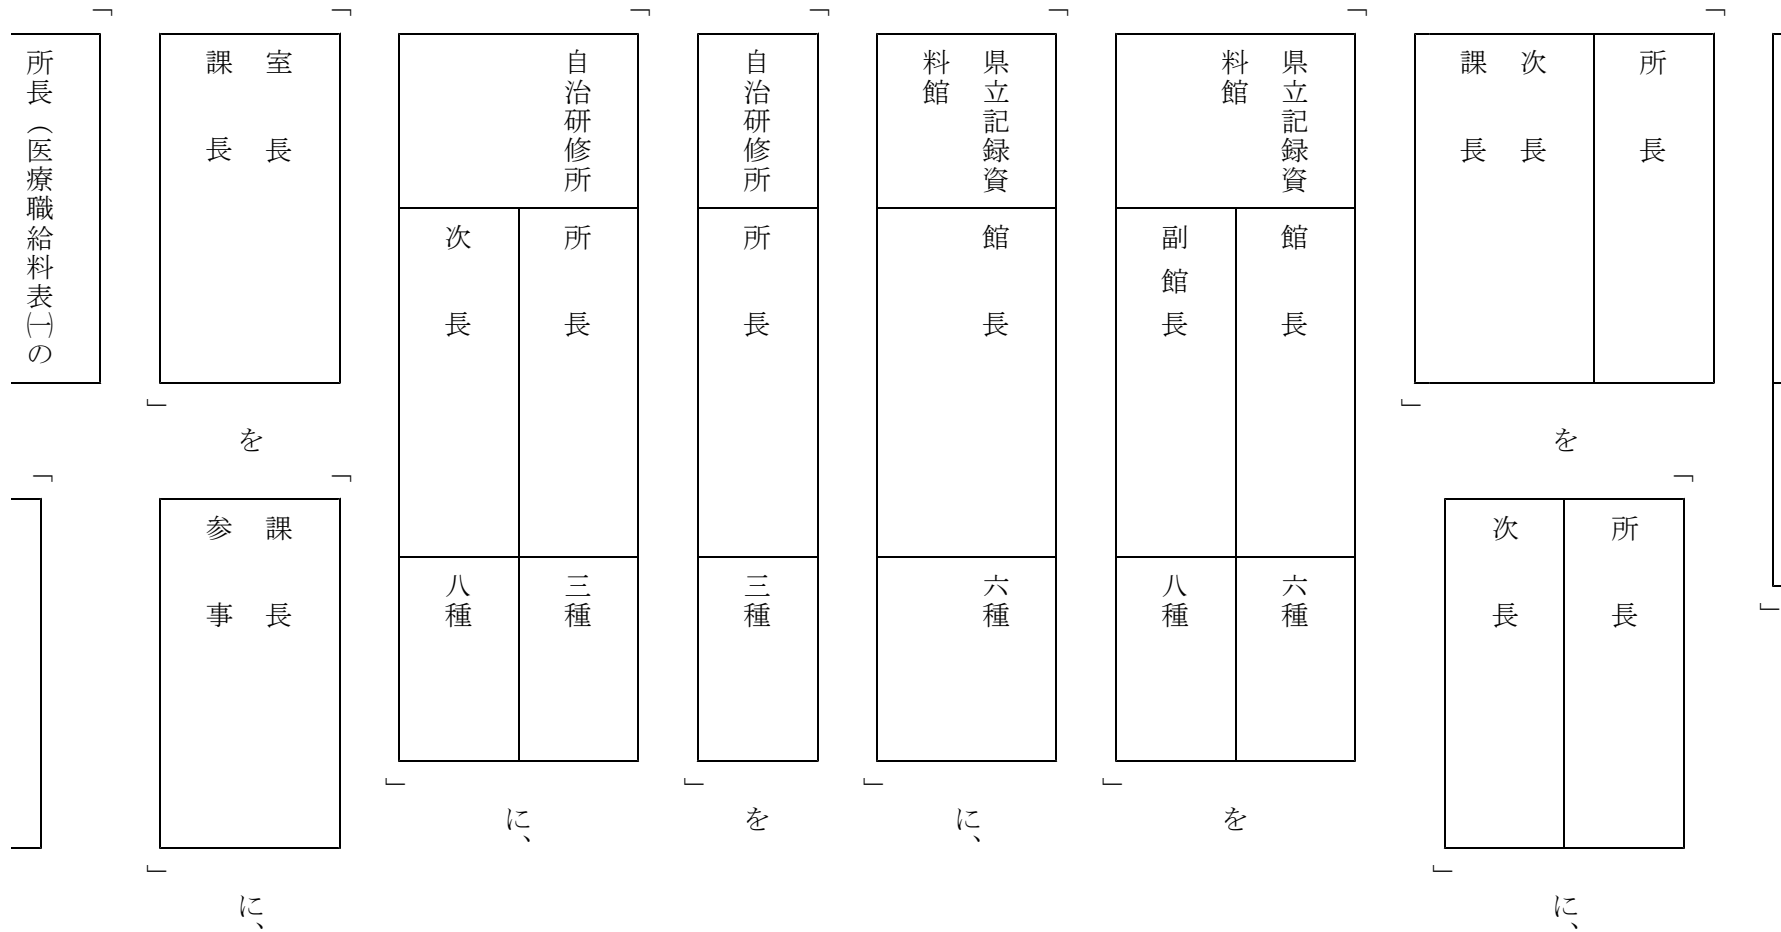 」
「
所長
次長
課長
」を
「
所長
次長
」に、
「
県立記録資
料館
館長
六種
副館長
八種
」を
「
県立記録資
料館
館長
六種
」に、
「
自治研修所
所長
三種
」を
「
自治研修所
所長
三種
次長
八種
」に、
「
室長
課長
」を
「
課長
参事
」に、
「
所長（医療職給料表㈠の
「